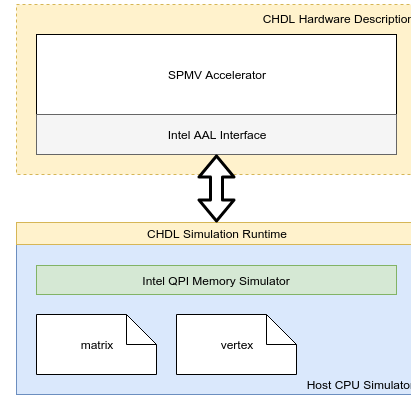 CHDL Hardware Description
SPMV Accelerator
Intel AAL Interface
CHDL Simulation Runtime
Intel QPI Memory Simulator
matrix
vertex
Host CPU Simulator